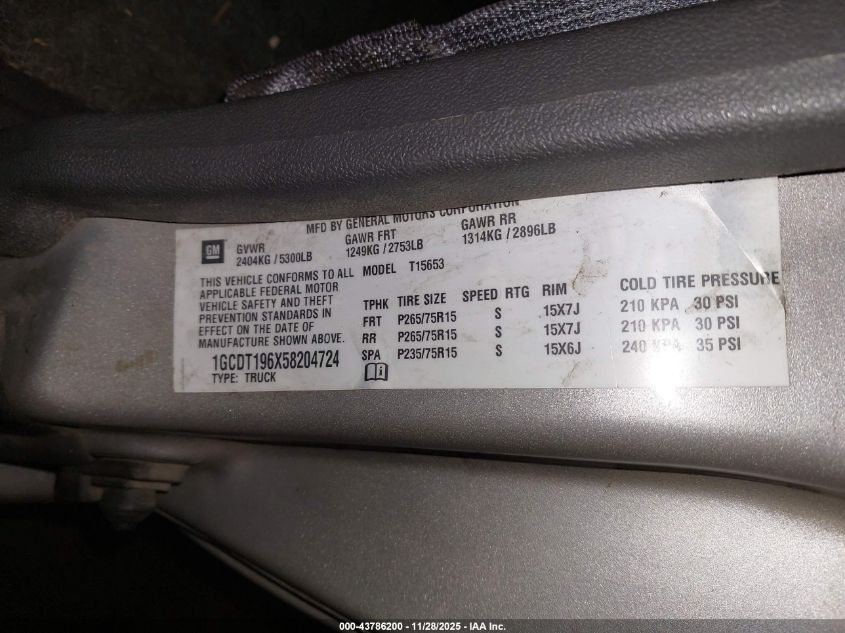 MFD BY GENERAL MOTORS CORPORATION
GM
GVWR GAWR FRT GAWR RR
2404KG / 5300LB 1249KG / 2753LB 1314KG / 2896LB
THIS VEHICLE CONFORMS TO ALL MODEL T15653
APPLICABLE FEDERAL MOTOR
VEHICLE SAFETY AND THEFT
PREVENTION STANDARDS IN
EFFECT ON THE DATE OF
MANUFACTURE SHOWN ABOVE.
1GCDT196X58204724
TYPE: TRUCK
TPHK TIRE SIZE SPEED RTG RIM COLD TIRE PRESSURE
FRT P265/75R15 S 15X7J 210 KPA 30 PSI
RR P265/75R15 S 15X7J 210 KPA 30 PSI
SPA P235/75R15 S 15X6J 240 KPA 35 PSI
000-43786200 - 11/28/2025 - IAA Inc.